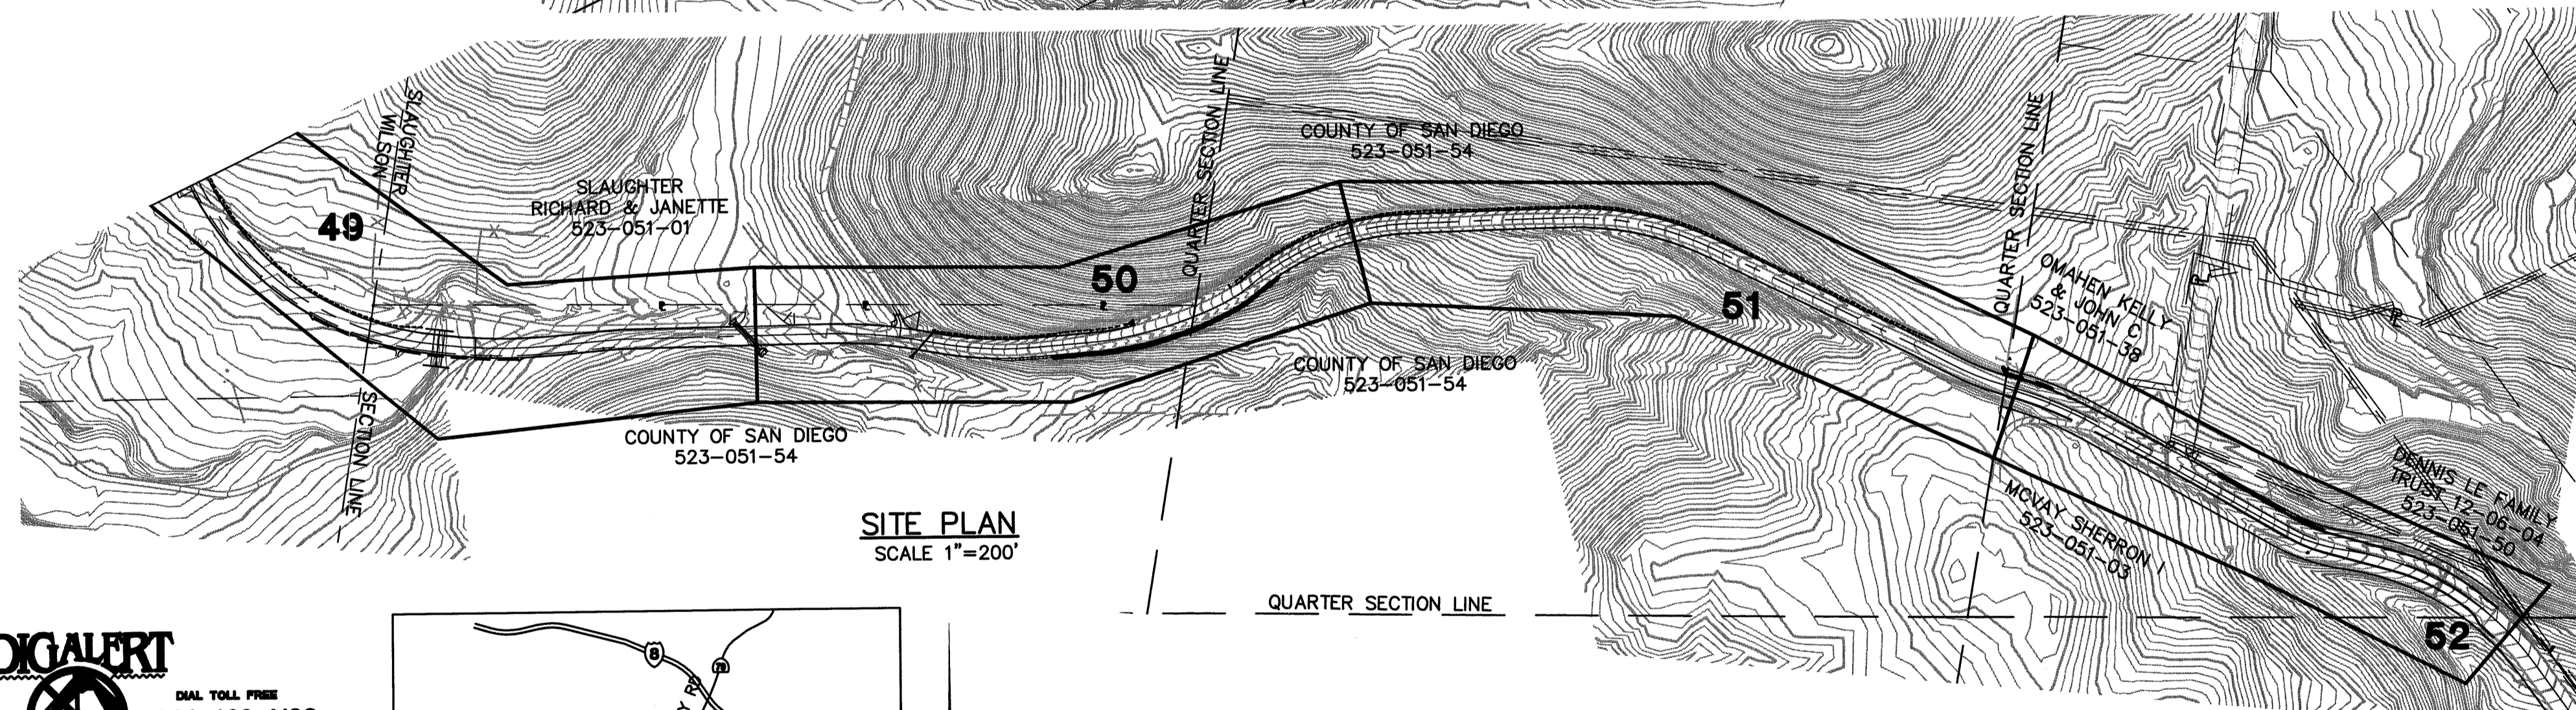 SLAUGHTER
WILSON
49
SLAUGHTER
RICHARD & JANETTE
523-051-01
SECTION LINE
COUNTY OF SAN DIEGO
523-051-54
50
QUARTER SECTION LINE
COUNTY OF SAN DIEGO
523-051-54
COUNTY OF SAN DIEGO
523-051-54
51
QUARTER SECTION LINE
OMAHEN KELLY
& JOHN C
523-051-38
MCVAY SHERRON I
523-051-03
DENNIS LE FAMILY
TRUST 12-06-04
523-051-50
52
SITE PLAN
SCALE 1"=200'
QUARTER SECTION LINE
DIGALERT
DIAL TOLL FREE
8
79
RD